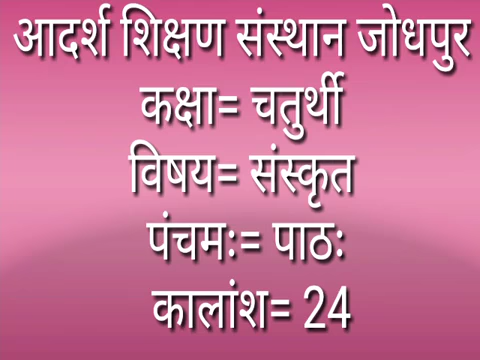 आदर्श शिक्षण संस्थान जोधपुर
कक्षा= चतुर्थी
विषय= संस्कृत
पंचमः= पाठः
कालांश= 24